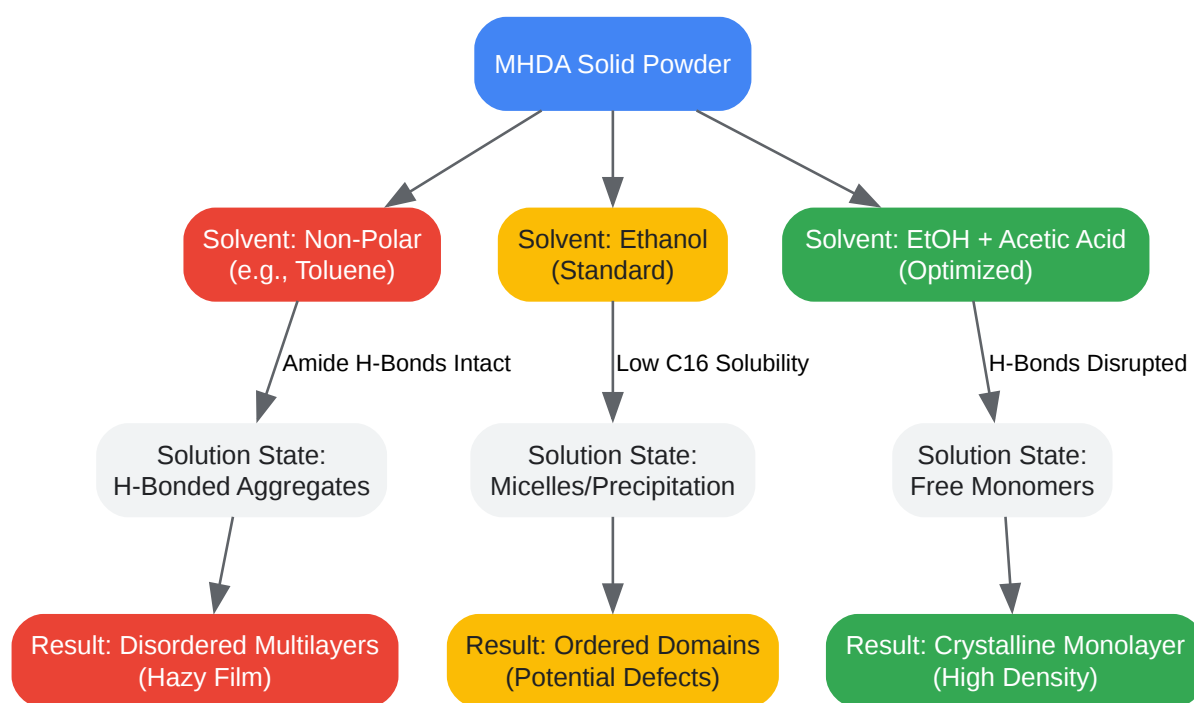 MHDA Solid Powder
Solvent: Non-Polar
(e.g., Toluene)
Solvent: Ethanol
(Standard)
Solvent: EtOH + Acetic Acid
(Optimized)
Amide H-Bonds Intact
Low C16 Solubility
H-Bonds Disrupted
Solution State:
H-Bonded Aggregates
Solution State:
Micelles/Precipitation
Solution State:
Free Monomers
Result: Disordered Multilayers
(Hazy Film)
Result: Ordered Domains
(Potential Defects)
Result: Crystalline Monolayer
(High Density)